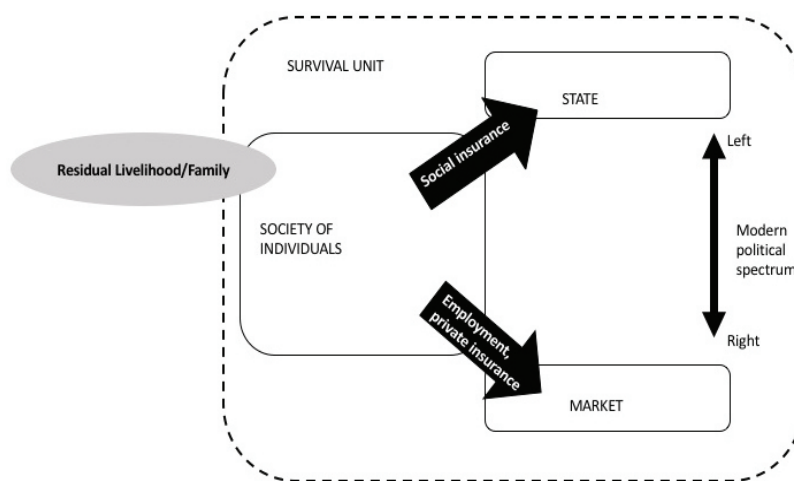 SURVIVAL UNIT
STATE
Residual Livelihood/Family
Social insurance
Left
SOCIETY OF
INDIVIDUALS
Modern
political
spectrum
Employment,
private insurance
Right
MARKET